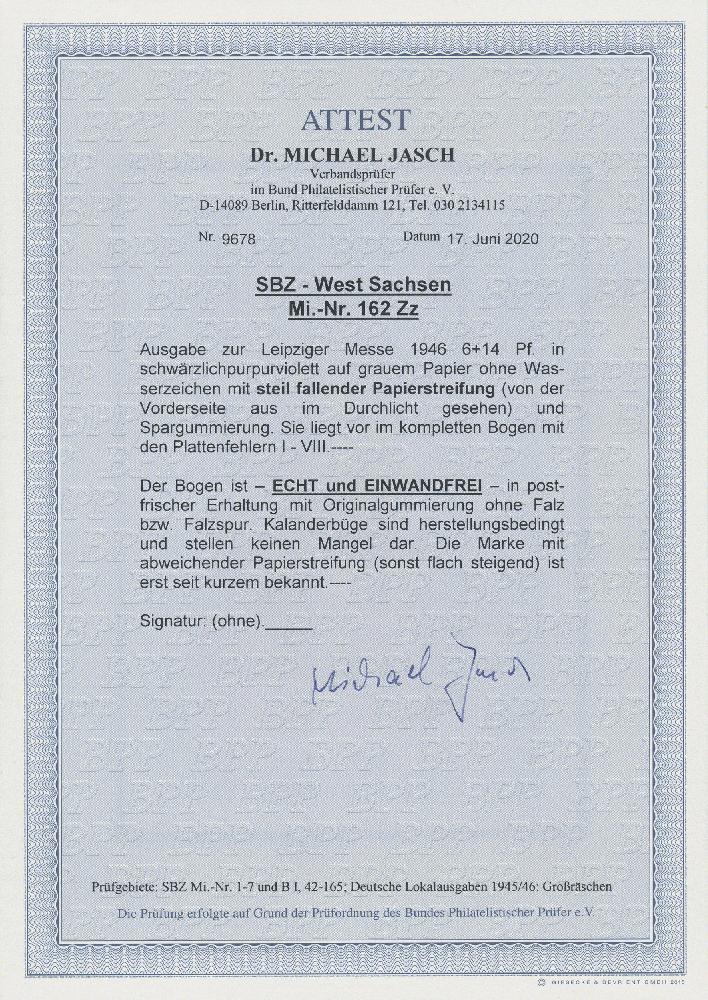 ATTEST
Dr. MICHAEL JASCH
Verbandsprüfer
im Bund Philatelistischer Prüfer e. V.
D-14089 Berlin, Ritterfelddamm 121, Tel. 030 2134115
Nr. 9678 Datum 17. Juni 2020
SBZ - West Sachsen
Mi.-Nr. 162 Zz
Ausgabe zur Leipziger Messe 1946 6+14 Pf. in
schwärzlichpurpurviolett auf grauem Papier ohne Was-
serzeichen mit steil fallender Papierstreifung (von der
Vorderseite aus im Durchlicht gesehen) und
Spargummierung. Sie liegt vor im kompletten Bogen mit
den Plattenfehlern I - VIII.----
Der Bogen ist – ECHT und EINWANDFREI – in post-
frischer Erhaltung mit Originalgummierung ohne Falz
bzw. Falzspur. Kalanderbüge sind herstellungsbedingt
und stellen keinen Mangel dar. Die Marke mit
abweichender Papierstreifung (sonst flach steigend) ist
erst seit kurzem bekannt.----
Signatur: (ohne).______
Michael Jasch
Prüfgebiete: SBZ Mi.-Nr. 1-7 und B I, 42-165; Deutsche Lokalausgaben 1945/46: Großräschen
Die Prüfung erfolgte auf Grund der Prüfordnung des Bundes Philatelistischer Prüfer e.V.
GIESECKE & DEVRIENT GMBH